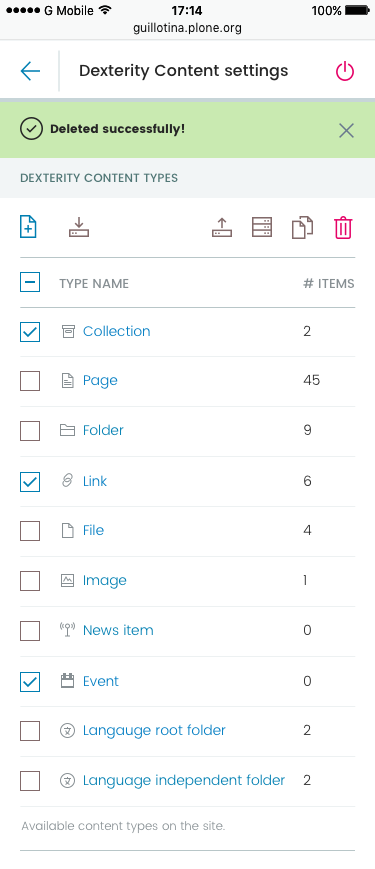 G Mobile 17:14 100%
guillotina.plone.org
Dexterity Content settings
Deleted successfully!
DEXTERITY CONTENT TYPES
TYPE NAME # ITEMS
Collection 2
Page 45
Folder 9
Link 6
File 4
Image 1
News item 0
Event 0
Langauge root folder 2
Language independent folder 2
Available content types on the site.